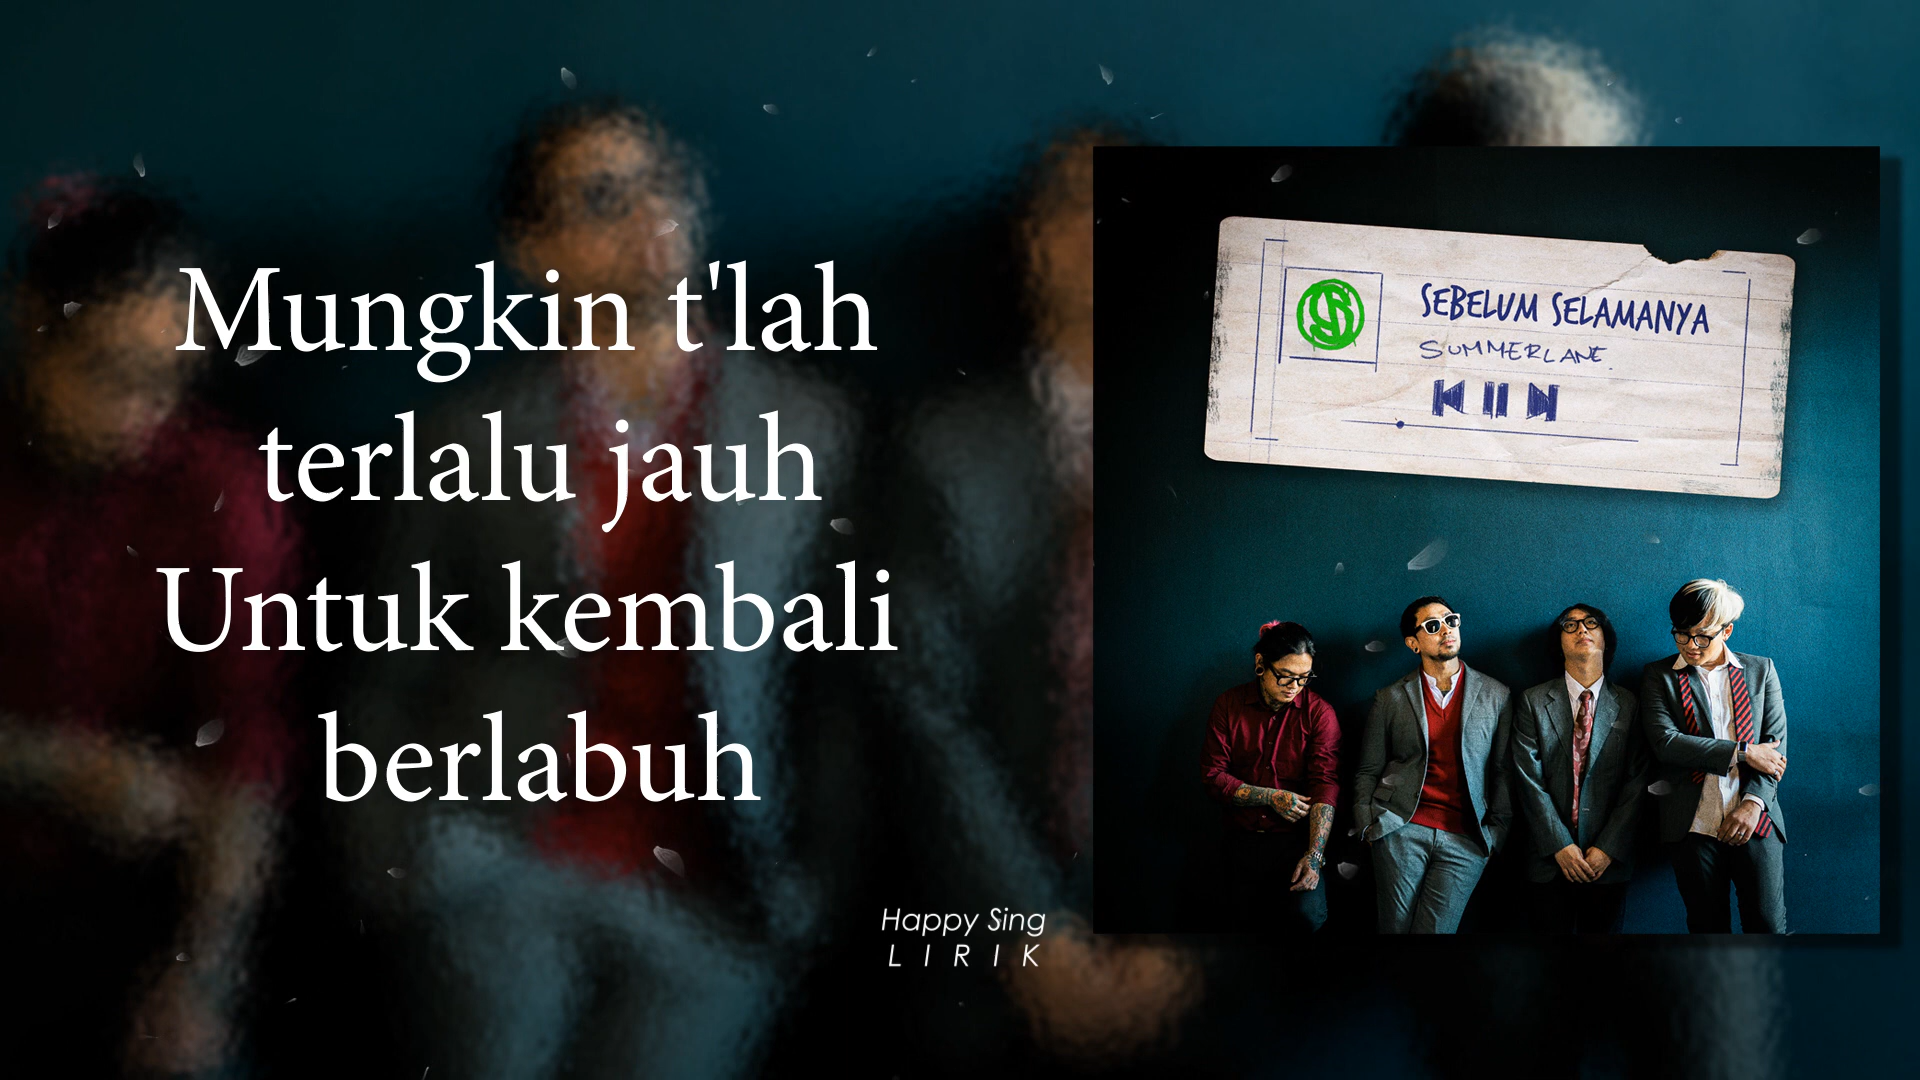 Mungkin t'lah
terlalu jauh
Untuk kembali
berlabuh
Happy Sing
LIRIK
SEBELUM SELAMANYA
SUMMERLANE.